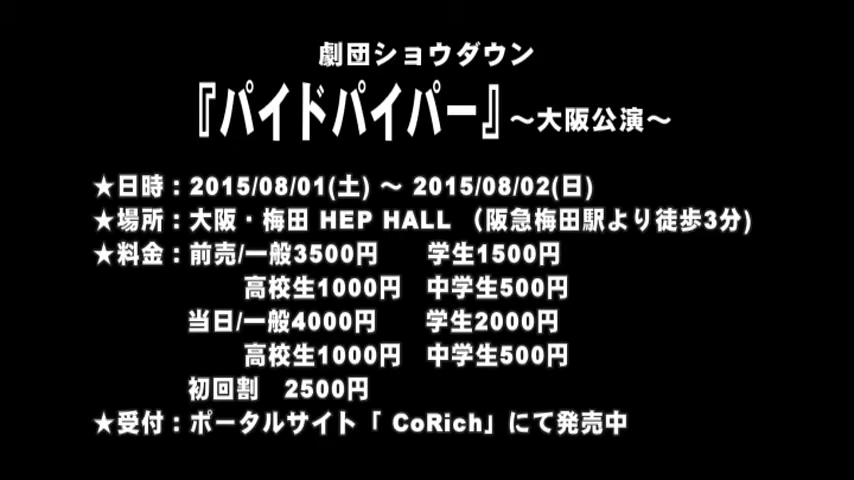 劇団ショウダウン
『パイドパイパー』～大阪公演～
★日時：2015/08/01(土) ～ 2015/08/02(日)
★場所：大阪・梅田 HEP HALL （阪急梅田駅より徒歩3分)
★料金：前売/一般3500円　　学生1500円
高校生1000円　中学生500円
当日/一般4000円　　学生2000円
高校生1000円　中学生500円
初回割　2500円
★受付：ポータルサイト「 CoRich」にて発売中